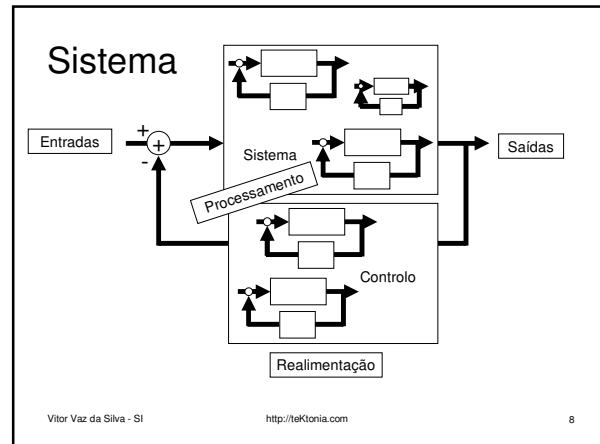 Sistema
Entradas
+
+
-
Sistema
Saídas
Processamento
Controlo
Realimentação
Vitor Vaz da Silva - SI
http://teKtonia.com
8